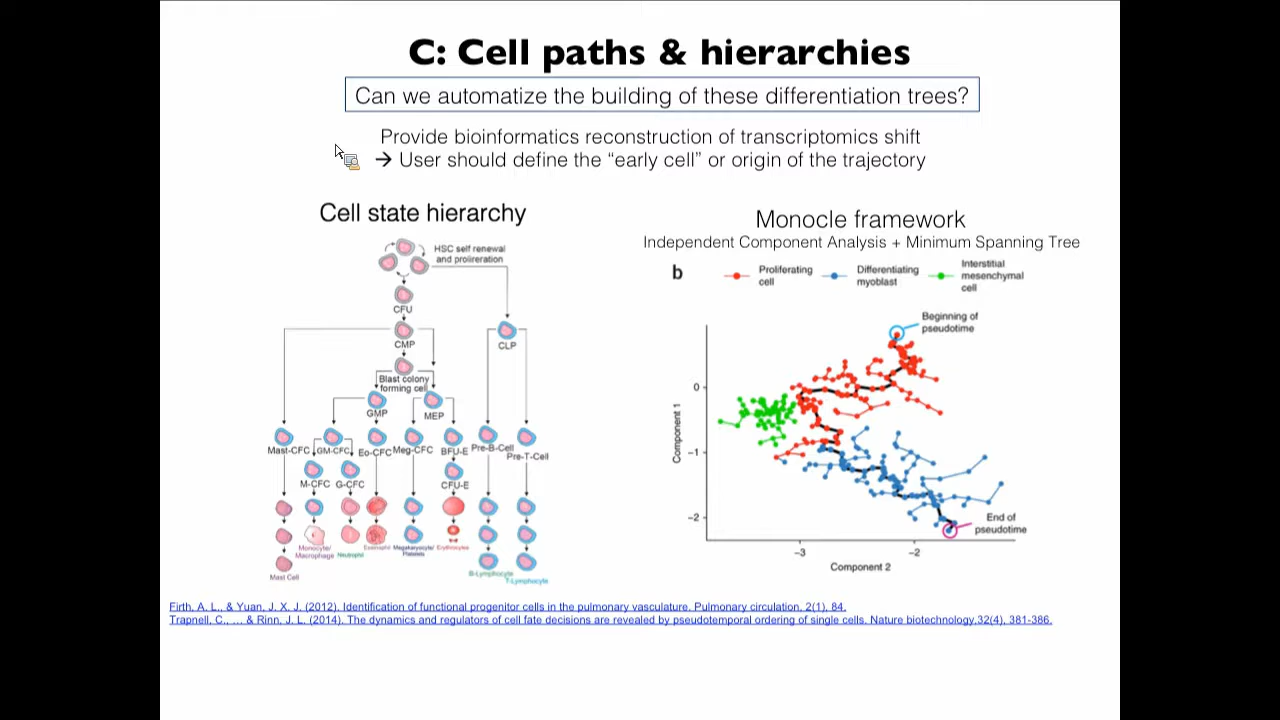 C: Cell paths & hierarchies
Can we automatize the building of these differentiation trees?
Provide bioinformatics reconstruction of transcriptomics shift
→ User should define the “early cell” or origin of the trajectory
Cell state hierarchy
HSC self renewal
and proliferation
CFU
CMP
CLP
Blast colony
forming cell
GMP
MEP
Mast-CFC
GM-CFC
Eo-CFC
Meg-CFC
BFU-E
Pre-B-Cell
Pre-T-Cell
M-CFC
G-CFC
CFU-E
Monocyte/
Macrophage
Neutrophil
Eosinophil
Megakaryocyte/
Platelets
Erythrocytes
Mast Cell
B-Lymphocyte
T-Lymphocyte
Monocle framework
Independent Component Analysis + Minimum Spanning Tree
b
Proliferating
cell
Differentiating
myoblast
Interstitial
mesenchymal
cell
Beginning of
pseudotime
0
−1
−2
Component 1
End of
pseudotime
−3
−2
Component 2
Firth, A. L., & Yuan, J. X. J. (2012). Identification of functional progenitor cells in the pulmonary vasculature. Pulmonary circulation, 2(1), 84.
Trapnell, C., ... & Rinn, J. L. (2014). The dynamics and regulators of cell fate decisions are revealed by pseudotemporal ordering of single cells. Nature biotechnology,32(4), 381-386.